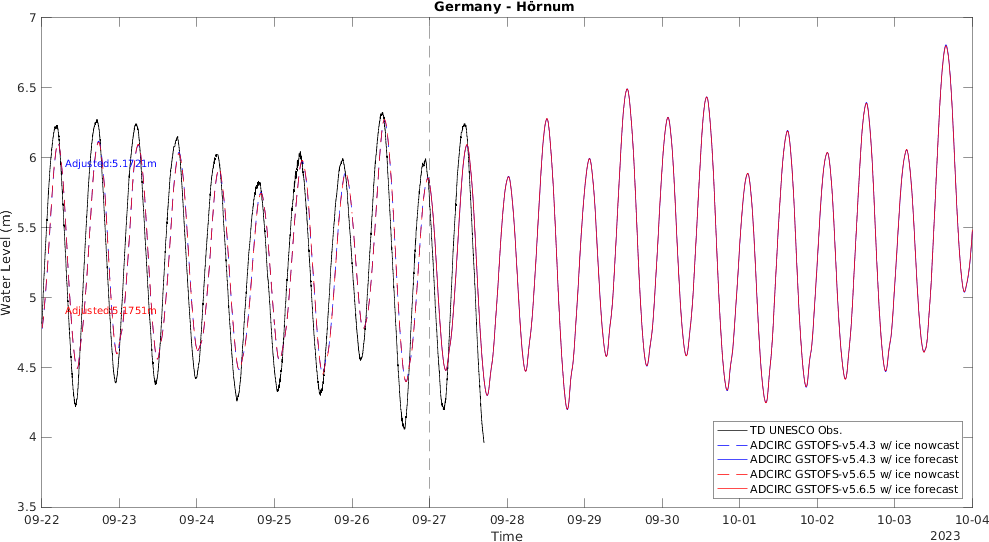 Germany - Hörnum
Water Level (m)
7
6.5
6
5.5
5
4.5
4
3.5
Adjusted:5.1721m
Adjusted:5.1751m
TD UNESCO Obs.
ADCIRC GSTOFS-v5.4.3 w/ ice nowcast
ADCIRC GSTOFS-v5.4.3 w/ ice forecast
ADCIRC GSTOFS-v5.6.5 w/ ice nowcast
ADCIRC GSTOFS-v5.6.5 w/ ice forecast
09-22 09-23 09-24 09-25 09-26 09-27 09-28 09-29 09-30 10-01 10-02 10-03 10-04
Time
2023